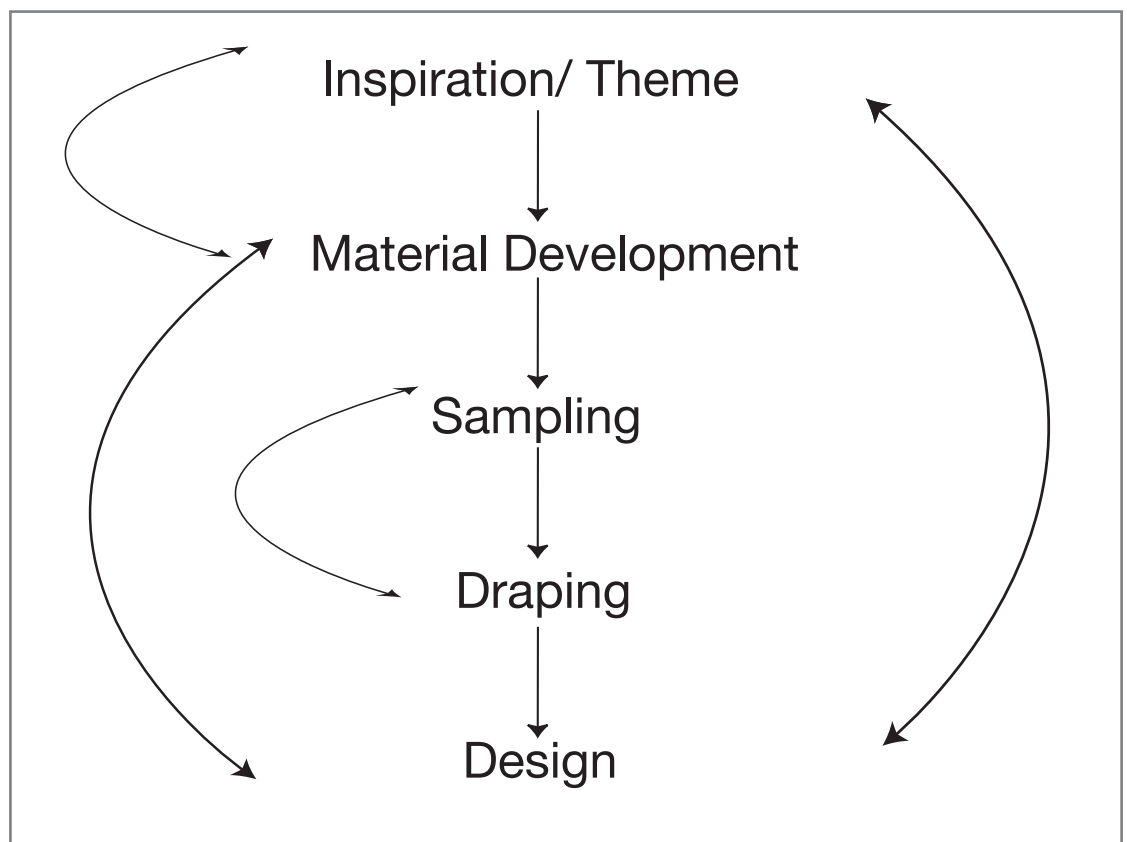 Inspiration/ Theme
Material Development
Sampling
Draping
Design